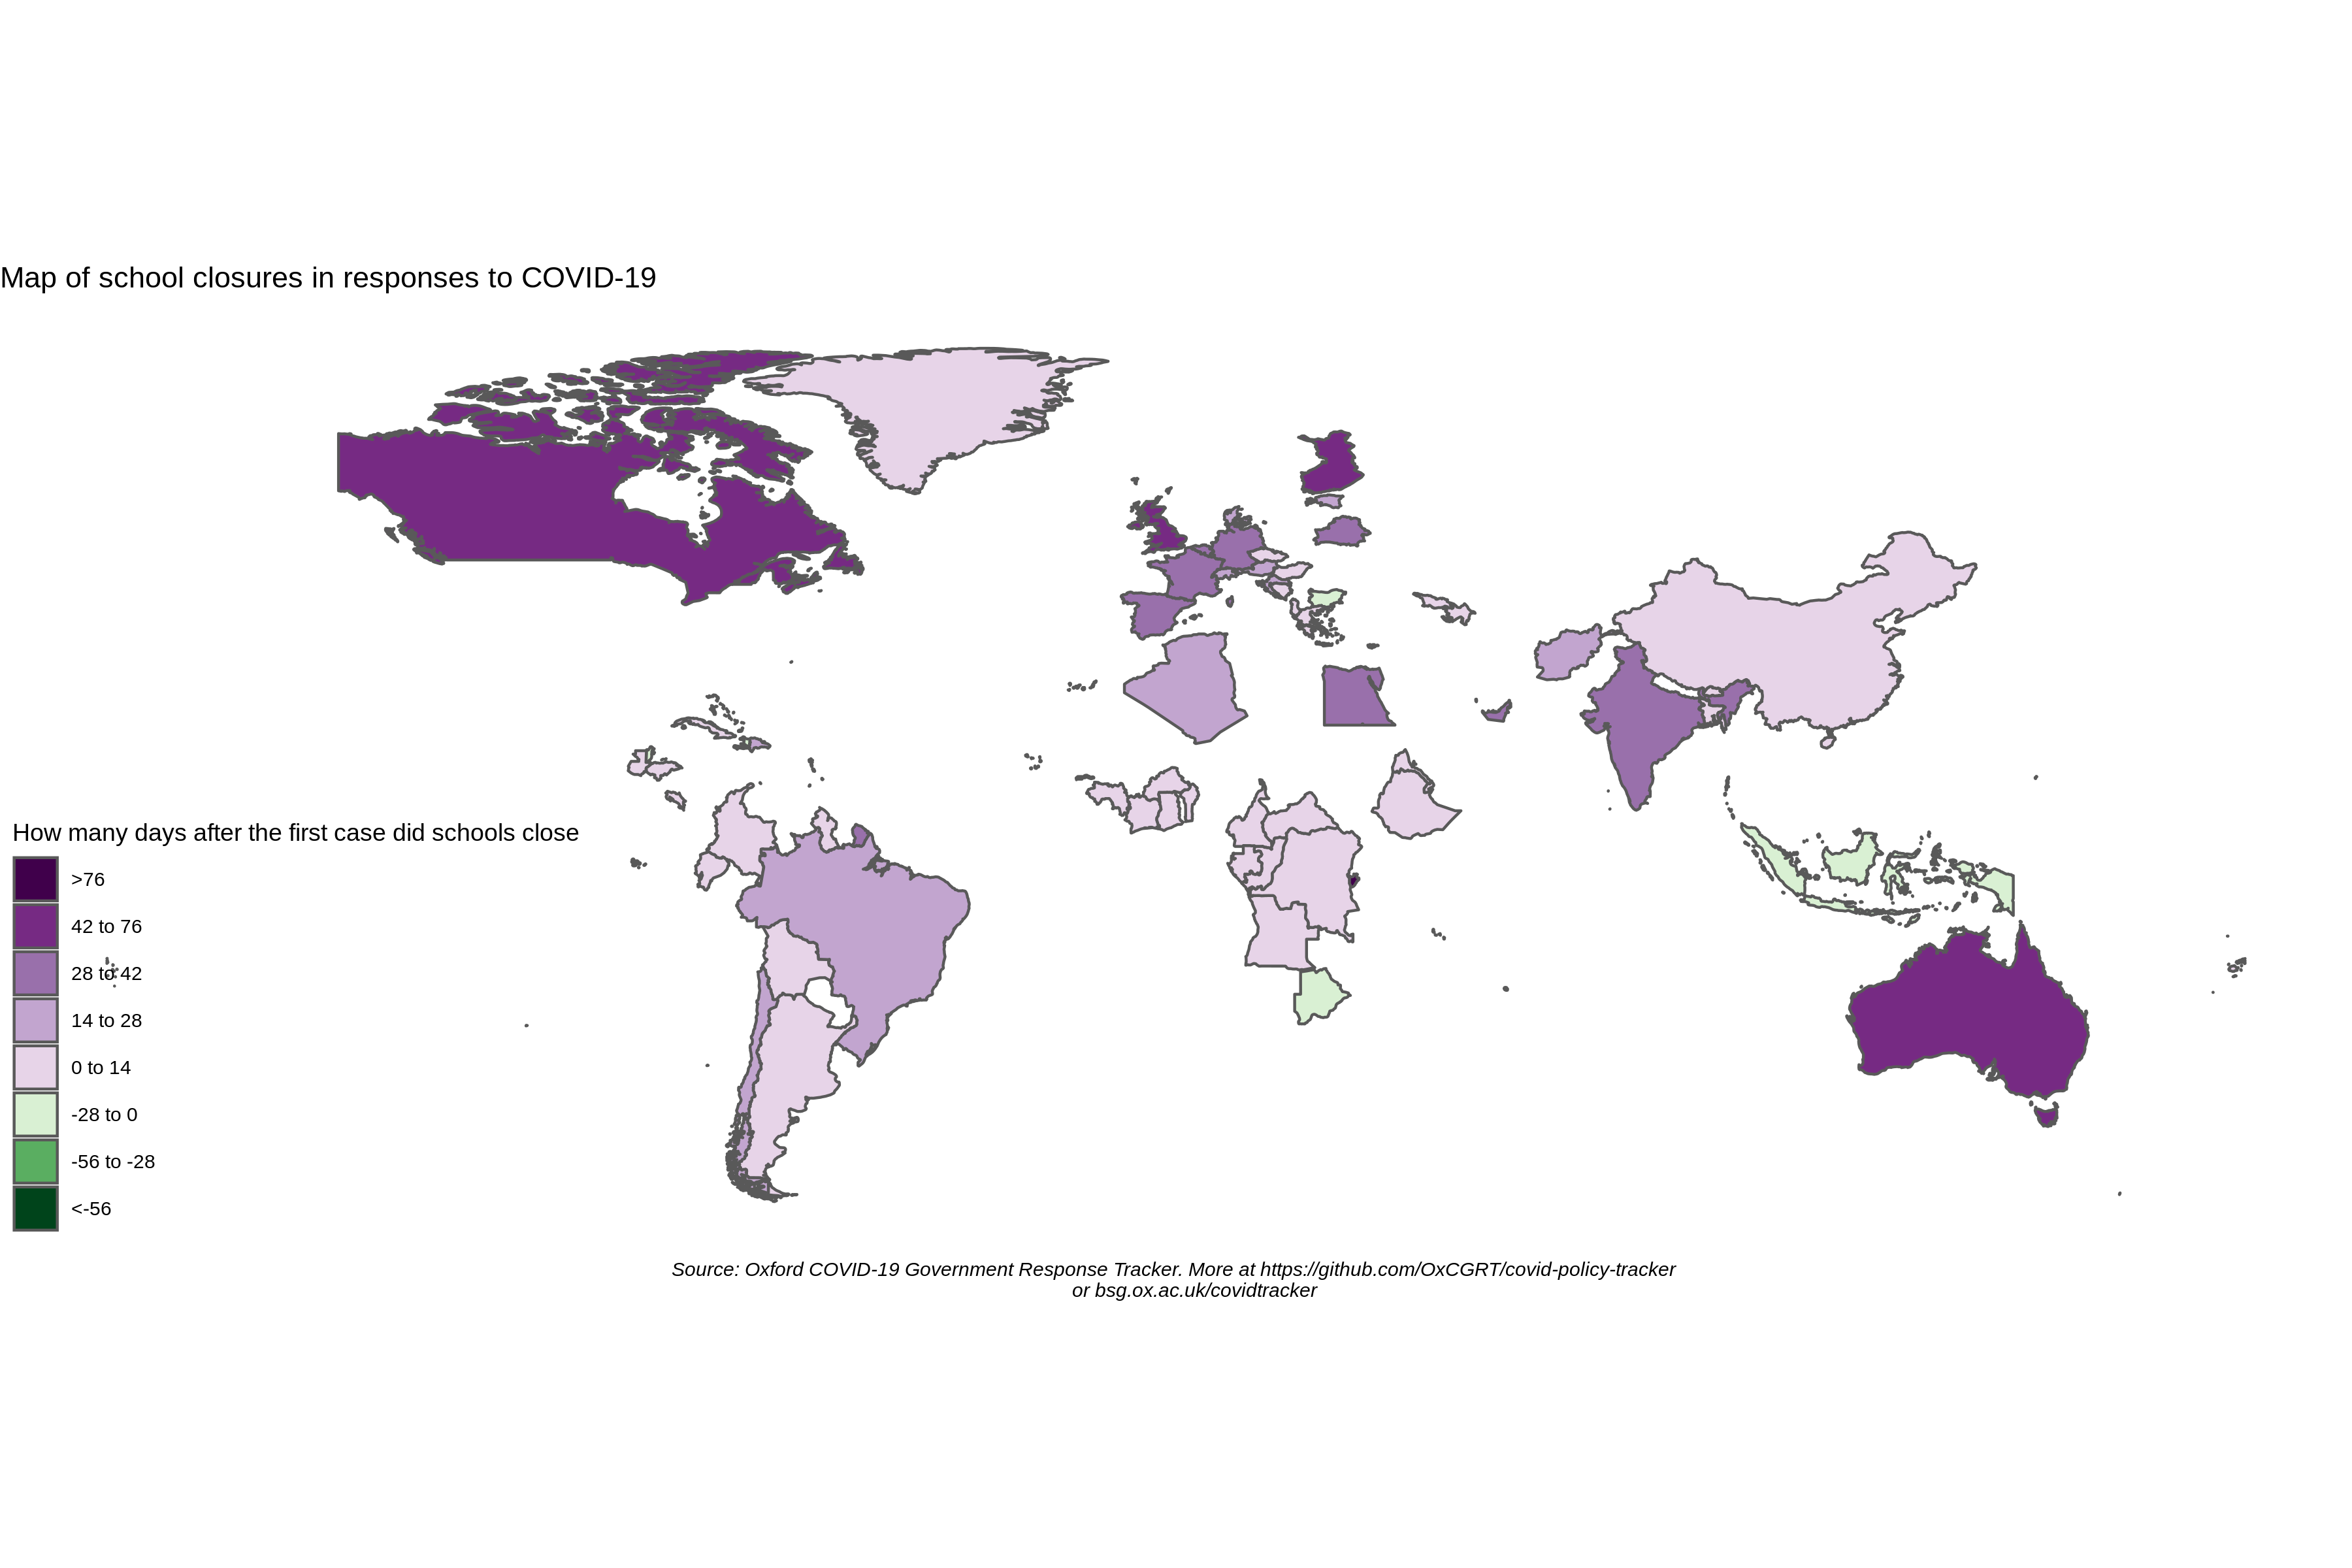 Map of school closures in responses to COVID-19
How many days after the first case did schools close
>76
42 to 76
28 to 42
14 to 28
0 to 14
-28 to 0
-56 to -28
<-56
Source: Oxford COVID-19 Government Response Tracker. More at https://github.com/OxCGRT/covid-policy-tracker
or bsg.ox.ac.uk/covidtracker